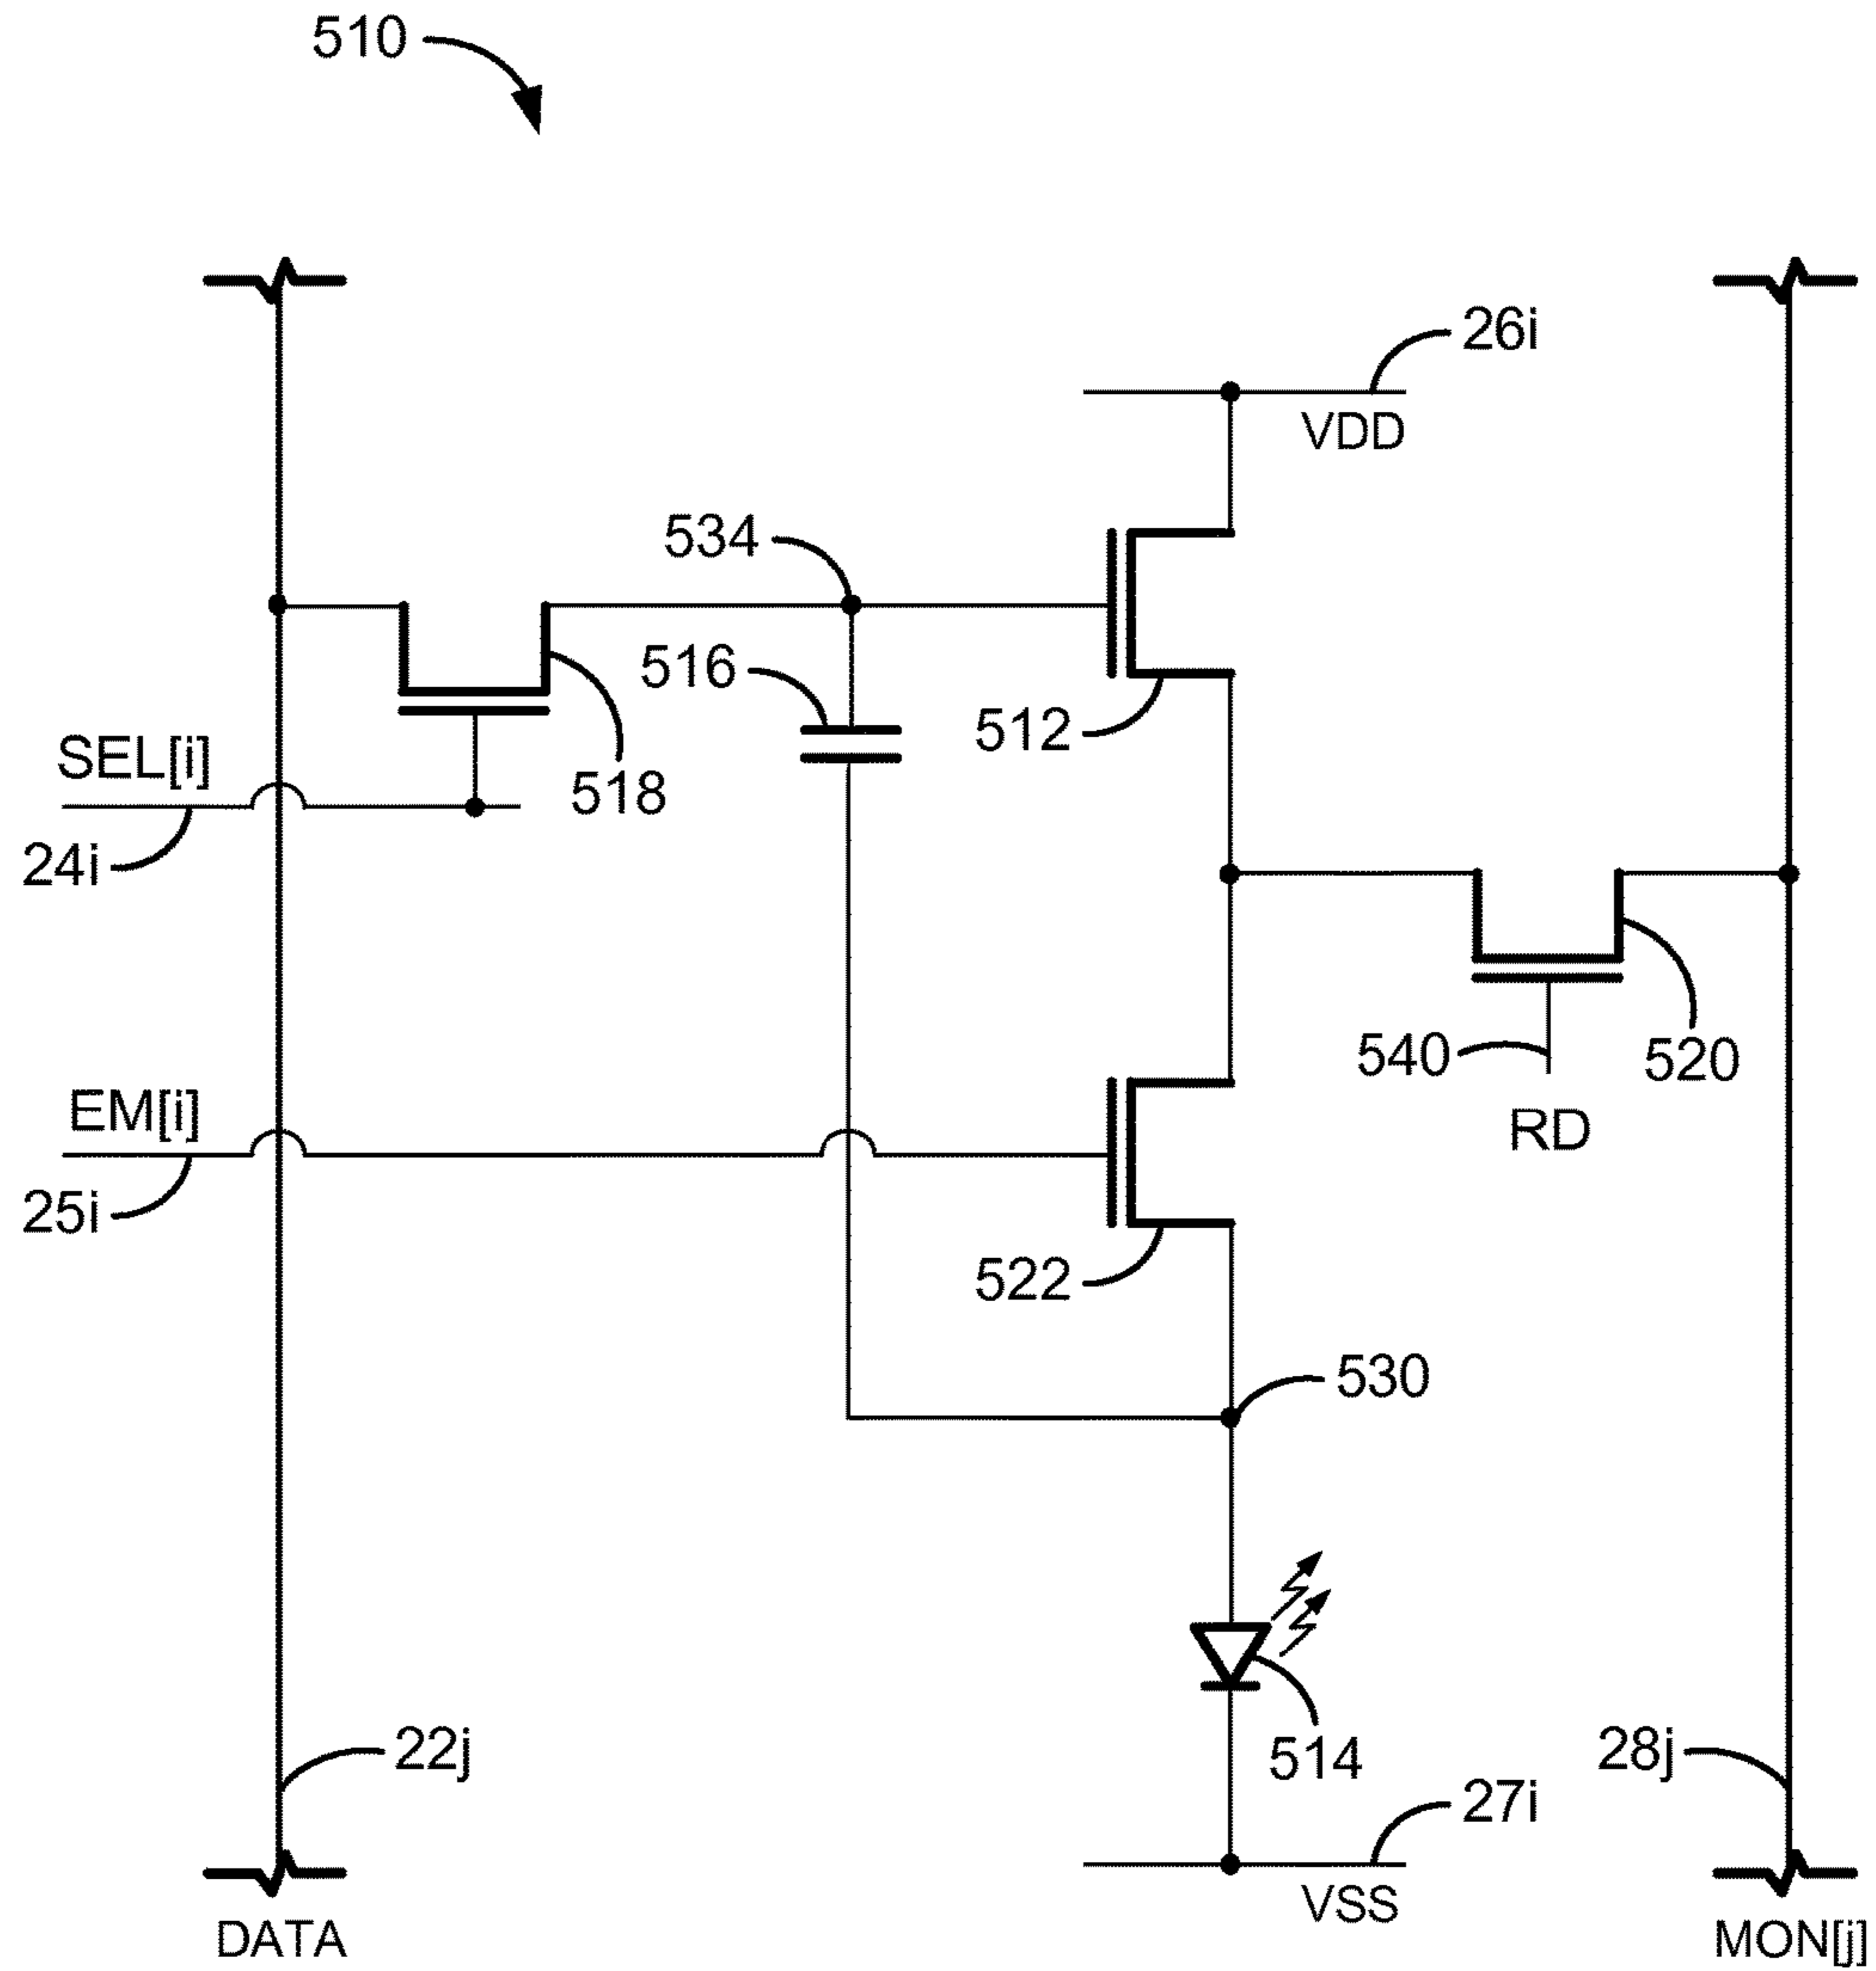 510
26i
VDD
534
516
512
SEL[i]
518
24i
540
520
EM[i]
RD
25i
522
530
22j
514
28j
27i
VSS
DATA
MON[j]